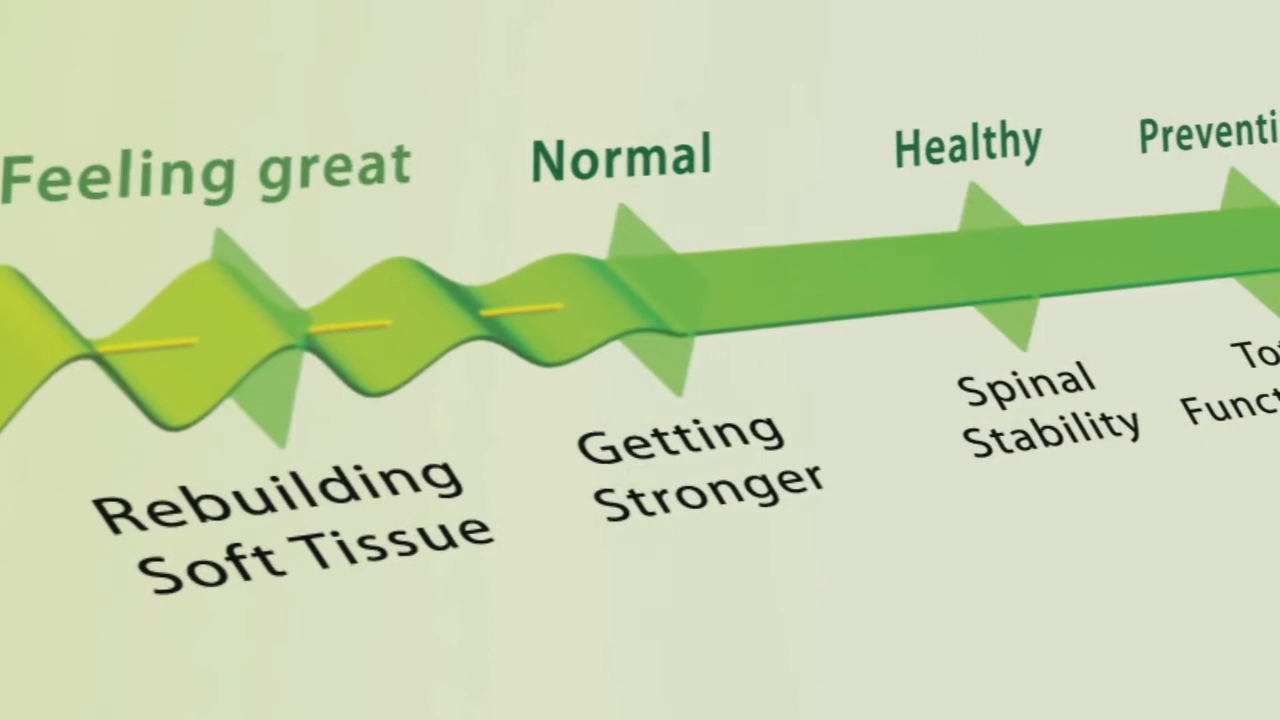 Feeling great
Normal
Healthy
Rebuilding
Soft Tissue
Getting
Stronger
Spinal
Stability